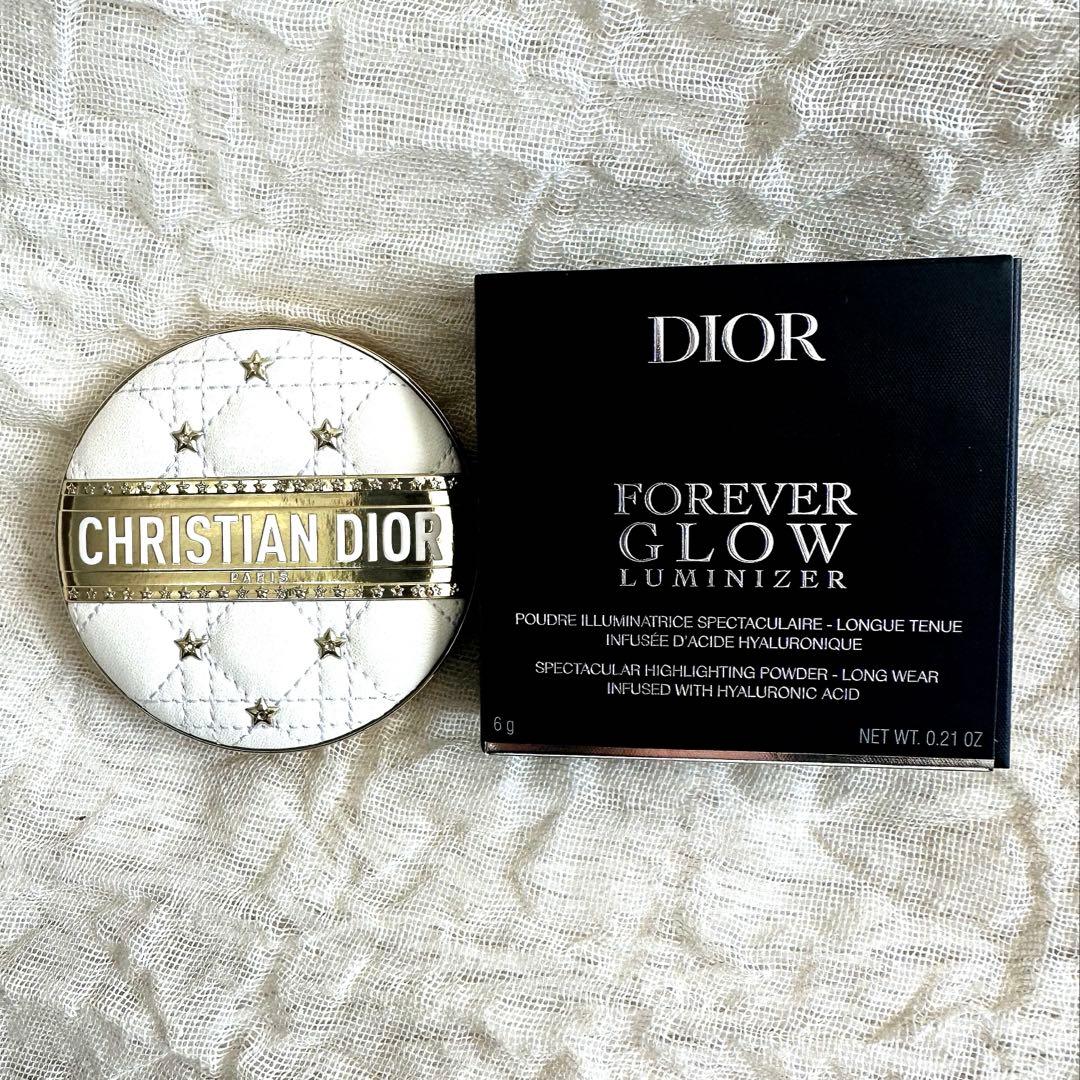 CHRISTIAN DIOR
PARIS
DIOR
FOREVER
GLOW
LUMINIZER
POUDRE ILLUMINATRICE SPECTACULAIRE - LONGUE TENUE
INFUSÉE D'ACIDE HYALURONIQUE
SPECTACULAR HIGHLIGHTING POWDER - LONG WEAR
INFUSED WITH HYALURONIC ACID
6 g
NET WT. 0.21 OZ